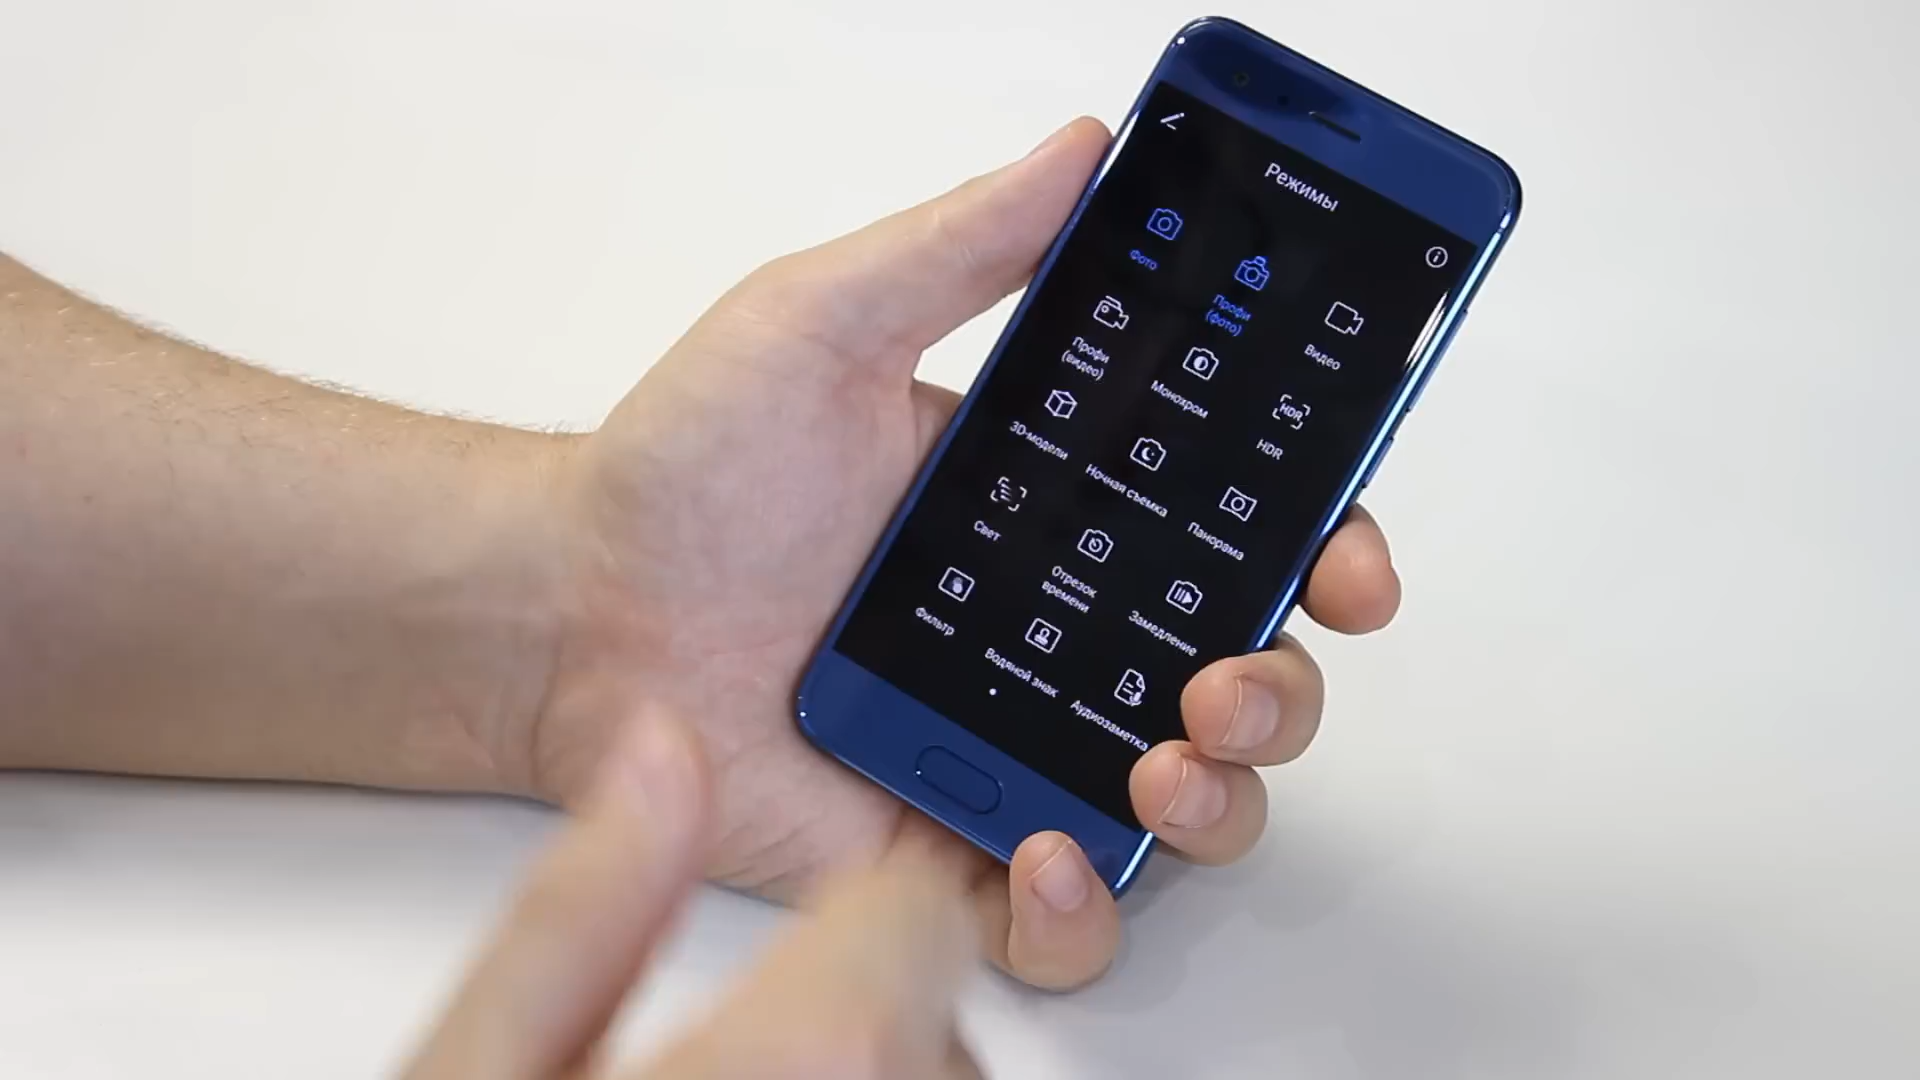 Режимы
Фото
Профи
(фото)
Видео
Профи
(видео)
Монохром
HDR
HDR
3D-модели
Ночная съемка
Панорама
Свет
Отрезок
времени
Замедление
Фильтр
Водяной знак
Аудиозаметка